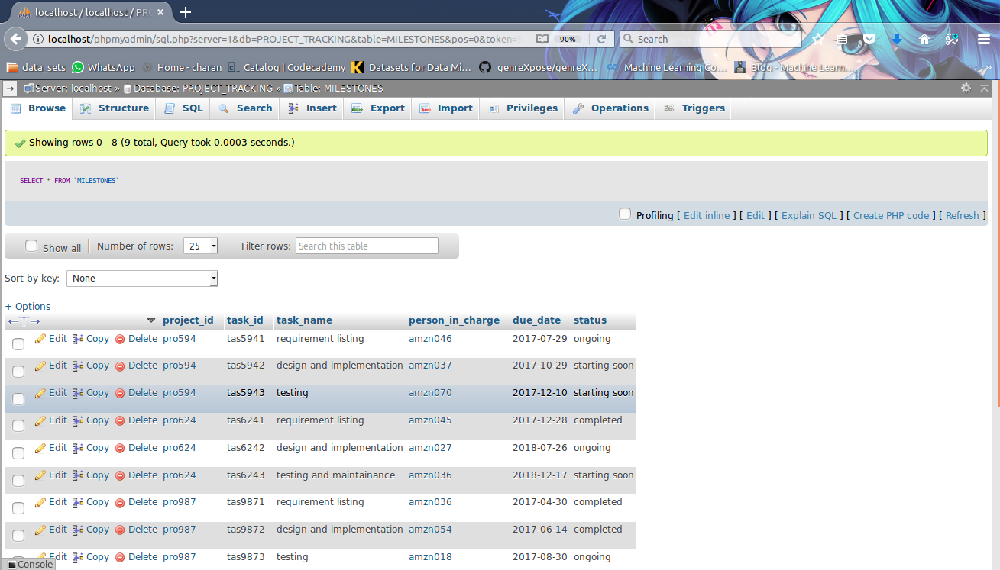 localhost / localhost / PR
localhost/phpmyadmin/sql.php?server=1&db=PROJECT_TRACKING&table=MILESTONES&pos=0&token= 90% Search
data_sets WhatsApp Home - charan Catalog | Codecademy Datasets for Data Mi... genreXpose/genreX... Machine Learning Co... Blog - Machine Learn...
Server: localhost » Database: PROJECT_TRACKING » Table: MILESTONES
Browse Structure SQL Search Insert Export Import Privileges Operations Triggers
Showing rows 0 - 8 (9 total, Query took 0.0003 seconds.)
SELECT * FROM `MILESTONES`
Profiling [ Edit inline ] [ Edit ] [ Explain SQL ] [ Create PHP code ] [ Refresh ]
Show all Number of rows: 25 Filter rows: Search this table
Sort by key: None
+ Options
←T→ project_id task_id task_name person_in_charge due_date status
Edit Copy Delete pro594 tas5941 requirement listing amzn046 2017-07-29 ongoing
Edit Copy Delete pro594 tas5942 design and implementation amzn037 2017-10-29 starting soon
Edit Copy Delete pro594 tas5943 testing amzn070 2017-12-10 starting soon
Edit Copy Delete pro624 tas6241 requirement listing amzn045 2017-12-28 completed
Edit Copy Delete pro624 tas6242 design and implementation amzn027 2018-07-26 ongoing
Edit Copy Delete pro624 tas6243 testing and maintainance amzn036 2018-12-17 starting soon
Edit Copy Delete pro987 tas9871 requirement listing amzn036 2017-04-30 completed
Edit Copy Delete pro987 tas9872 design and implementation amzn054 2017-06-14 completed
Edit Copy Delete pro987 tas9873 testing amzn018 2017-08-30 ongoing
Console